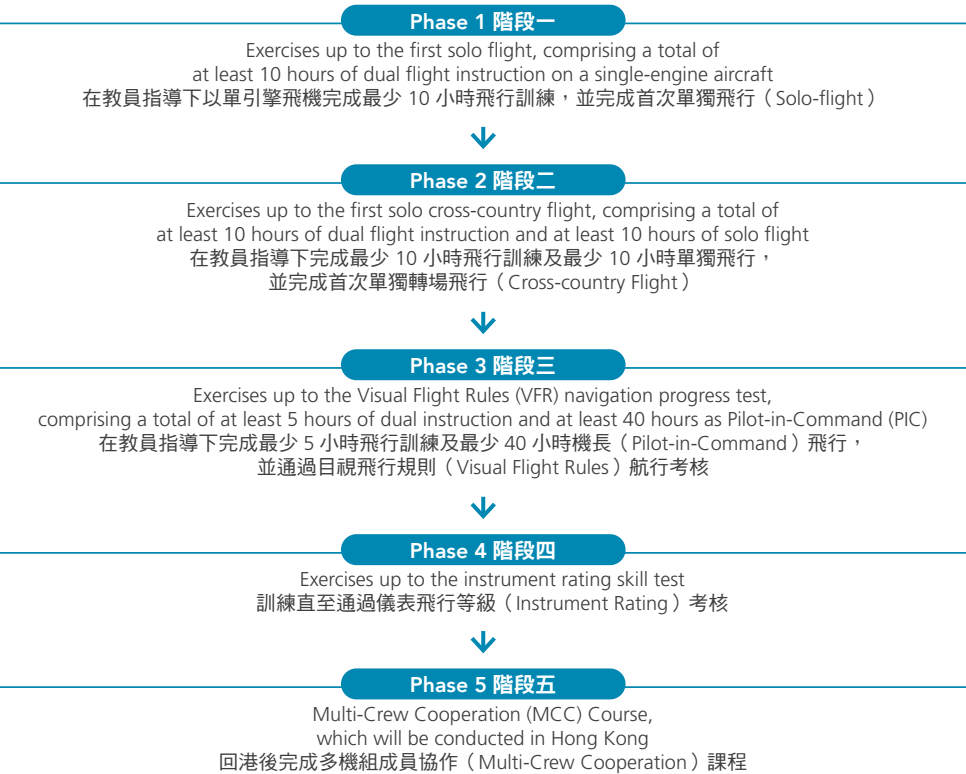 Phase 1 階段一
Exercises up to the first solo flight, comprising a total of
at least 10 hours of dual flight instruction on a single-engine aircraft
在教員指導下以單引擎飛機完成最少 10 小時飛行訓練，並完成首次單獨飛行（Solo-flight）
Phase 2 階段二
Exercises up to the first solo cross-country flight, comprising a total of
at least 10 hours of dual flight instruction and at least 10 hours of solo flight
在教員指導下完成最少 10 小時飛行訓練及最少 10 小時單獨飛行，
並完成首次單獨轉場飛行（Cross-country Flight）
Phase 3 階段三
Exercises up to the Visual Flight Rules (VFR) navigation progress test,
comprising a total of at least 5 hours of dual instruction and at least 40 hours as Pilot-in-Command (PIC)
在教員指導下完成最少 5 小時飛行訓練及最少 40 小時機長（Pilot-in-Command）飛行，
並通過目視飛行規則（Visual Flight Rules）航行考核
Phase 4 階段四
Exercises up to the instrument rating skill test
訓練直至通過儀表飛行等級（Instrument Rating）考核
Phase 5 階段五
Multi-Crew Cooperation (MCC) Course,
which will be conducted in Hong Kong
回港後完成多機組成員協作（Multi-Crew Cooperation）課程